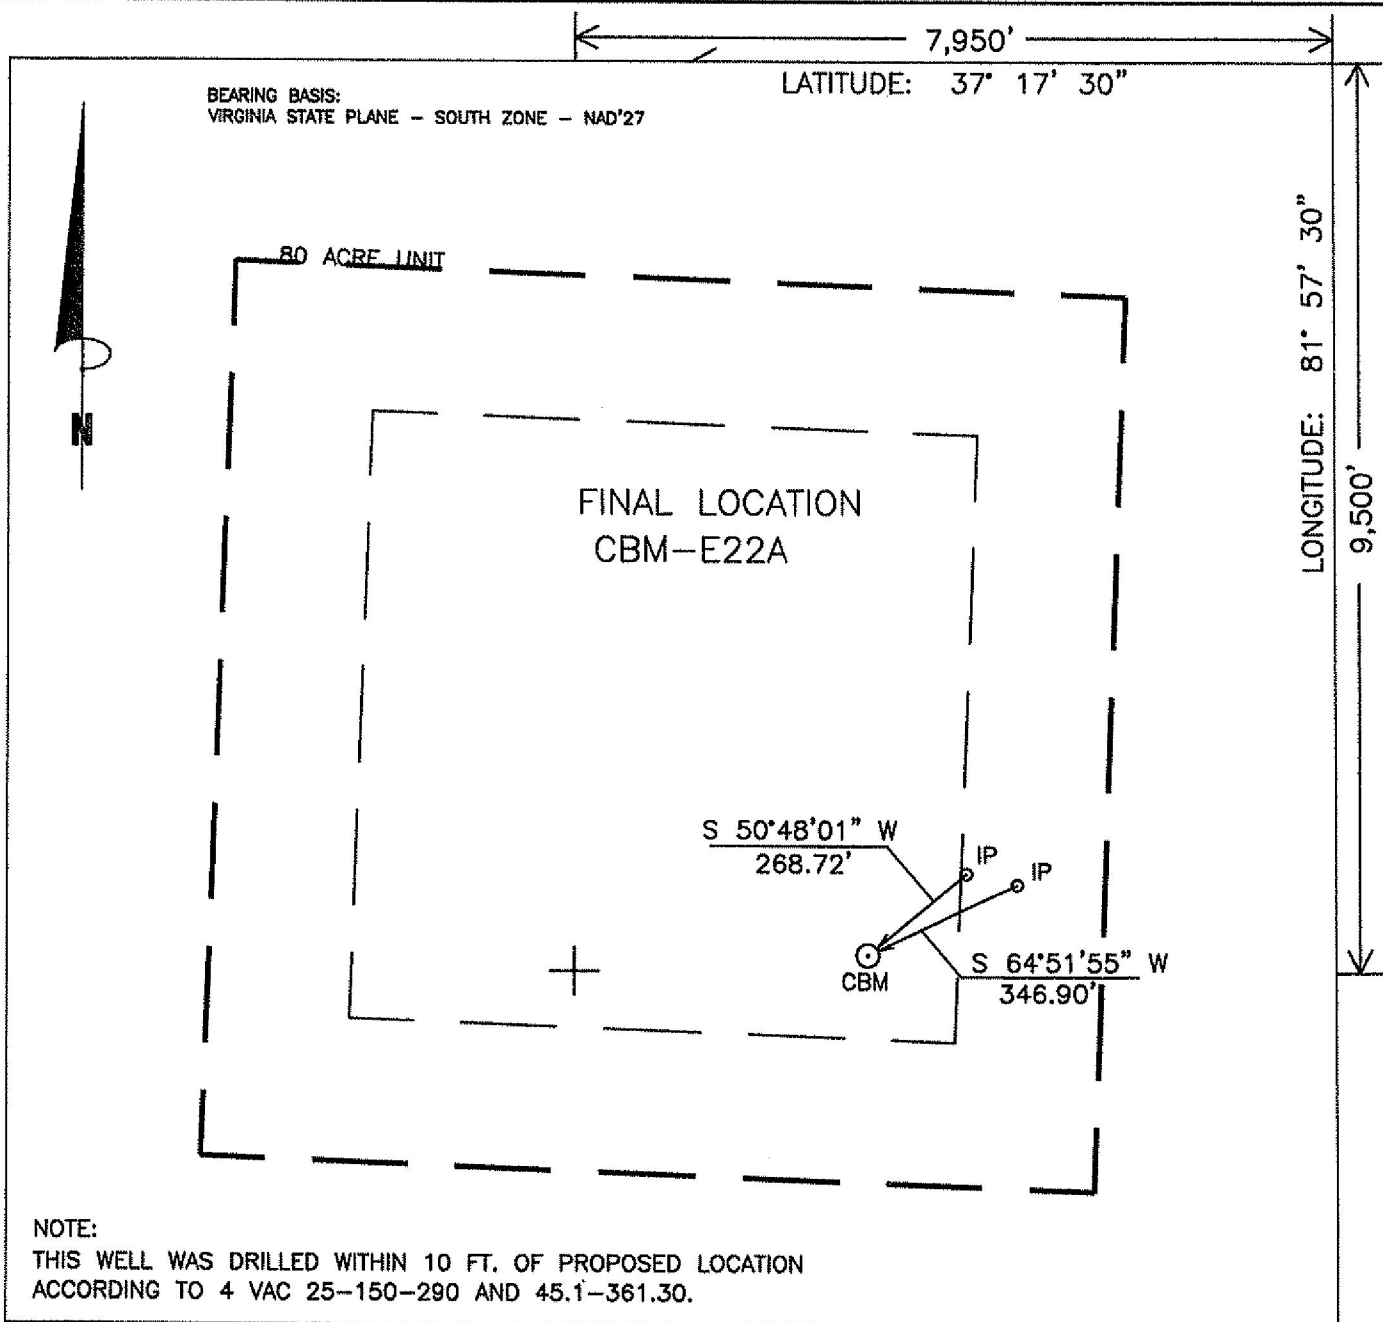 7,950'
LATITUDE: 37° 17' 30"
BEARING BASIS:
VIRGINIA STATE PLANE – SOUTH ZONE – NAD'27
LONGITUDE: 81° 57' 30"
9,500'
80 ACRE UNIT
N
FINAL LOCATION
CBM–E22A
S 50°48'01" W
268.72'
IP
IP
CBM
S 64°51'55" W
346.90'
NOTE:
THIS WELL WAS DRILLED WITHIN 10 FT. OF PROPOSED LOCATION
ACCORDING TO 4 VAC 25–150–290 AND 45.1–361.30.